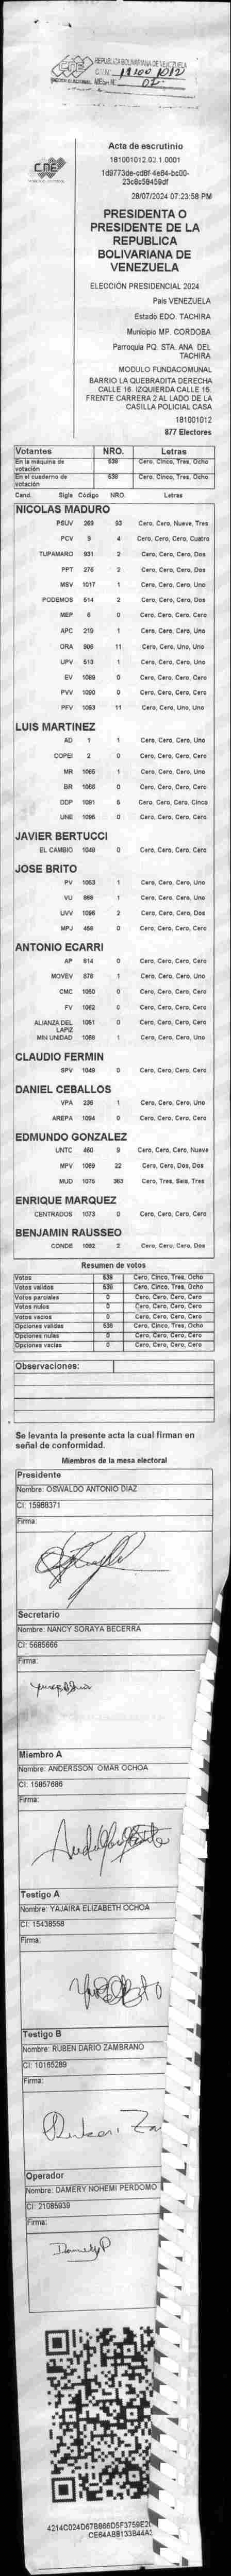 REPUBLICA BOLIVARIANA DE VENEZUELA
Acta de escrutinio
181001012.02.1.0001
23c8c59459df
28/07/2024 07:23:58 PM
CNE
PRESIDENTA O
PRESIDENTE DE LA
REPUBLICA
BOLIVARIANA DE
VENEZUELA
ELECCIÓN PRESIDENCIAL 2024
Pais VENEZUELA
Estado EDO. TACHIRA
Municipio MP. CORDOBA
Parroquia PQ. STA. ANA DEL
TACHIRA
MODULO FUNDACOMUNAL
BARRIO LA QUEBRADITA DERECHA
CALLE 16. IZQUIERDA CALLE 15.
FRENTE CARRERA 2 AL LADO DE LA
CASILLA POLICIAL CASA
181001012
877 Electores
Votantes NRO. Letras
En la máquina de votación 538 Cero, Cinco, Tres, Ocho
En el cuaderno de votación 538 Cero, Cinco, Tres, Ocho
Cand. Sigla Código NRO. Letras
NICOLAS MADURO
PSUV 269 93 Cero, Cero, Nueve, Tres
PCV 9 4 Cero, Cero, Cero, Cuatro
TUPAMARO 931 2 Cero, Cero, Cero, Dos
PPT 276 2 Cero, Cero, Cero, Dos
MSV 1017 1 Cero, Cero, Cero, Uno
PODEMOS 514 2 Cero, Cero, Cero, Dos
MEP 6 0 Cero, Cero, Cero, Cero
APC 219 1 Cero, Cero, Cero, Uno
ORA 906 11 Cero, Cero, Uno, Uno
UPV 513 1 Cero, Cero, Cero, Uno
EV 1089 0 Cero, Cero, Cero, Cero
PVV 1090 0 Cero, Cero, Cero, Cero
PFV 1093 11 Cero, Cero, Uno, Uno
LUIS MARTINEZ
AD 1 1 Cero, Cero, Cero, Uno
COPEI 2 0 Cero, Cero, Cero, Cero
MR 1065 1 Cero, Cero, Cero, Uno
BR 1066 0 Cero, Cero, Cero, Cero
DDP 1091 5 Cero, Cero, Cero, Cinco
UNE 1095 0 Cero, Cero, Cero, Cero
JAVIER BERTUCCI
EL CAMBIO 1049 0 Cero, Cero, Cero, Cero
JOSE BRITO
PV 1053 1 Cero, Cero, Cero, Uno
VU 868 1 Cero, Cero, Cero, Uno
UVV 1096 2 Cero, Cero, Cero, Dos
MPJ 458 0 Cero, Cero, Cero, Cero
ANTONIO ECARRI
AP 814 0 Cero, Cero, Cero, Cero
MOVEV 878 1 Cero, Cero, Cero, Uno
CMC 1050 0 Cero, Cero, Cero, Cero
FV 1062 0 Cero, Cero, Cero, Cero
ALIANZA DEL LAPIZ 1061 0 Cero, Cero, Cero, Cero
MIN UNIDAD 1068 1 Cero, Cero, Cero, Uno
CLAUDIO FERMIN
SPV 1048 0 Cero, Cero, Cero, Cero
DANIEL CEBALLOS
VPA 236 1 Cero, Cero, Cero, Uno
AREPA 1094 0 Cero, Cero, Cero, Cero
EDMUNDO GONZALEZ
UNTC 460 9 Cero, Cero, Cero, Nueve
MPV 1069 22 Cero, Cero, Dos, Dos
MUD 1075 363 Cero, Tres, Seis, Tres
ENRIQUE MARQUEZ
CENTRADOS 1073 0 Cero, Cero, Cero, Cero
BENJAMIN RAUSSEO
CONDE 1092 2 Cero, Cero, Cero, Dos
Resumen de votos
Votos 538 Cero, Cinco, Tres, Ocho
Votos validos 538 Cero, Cinco, Tres, Ocho
Votos parciales 0 Cero, Cero, Cero, Cero
Votos nulos 0 Cero, Cero, Cero, Cero
Votos vacios 0 Cero, Cero, Cero, Cero
Opciones validas 538 Cero, Cinco, Tres, Ocho
Opciones nulas 0 Cero, Cero, Cero, Cero
Opciones vacias 0 Cero, Cero, Cero, Cero
Observaciones:
Se levanta la presente acta la cual firman en
señal de conformidad.
Miembros de la mesa electoral
Presidente
Nombre: OSWALDO ANTONIO DIAZ
CI: 15988371
Firma:
Secretario
Nombre: NANCY SORAYA BECERRA
CI: 5685666
Firma:
Miembro A
Nombre: ANDERSSON OMAR OCHOA
CI: 15857686
Firma:
Testigo A
Nombre: YAJAIRA ELIZABETH OCHOA
CI: 15438558
Firma:
Testigo B
Nombre: RUBEN DARIO ZAMBRANO
CI: 10165289
Firma:
Operador
Nombre: DAMERY NOHEMI PERDOMO
CI: 21085939
Firma:
DameryP